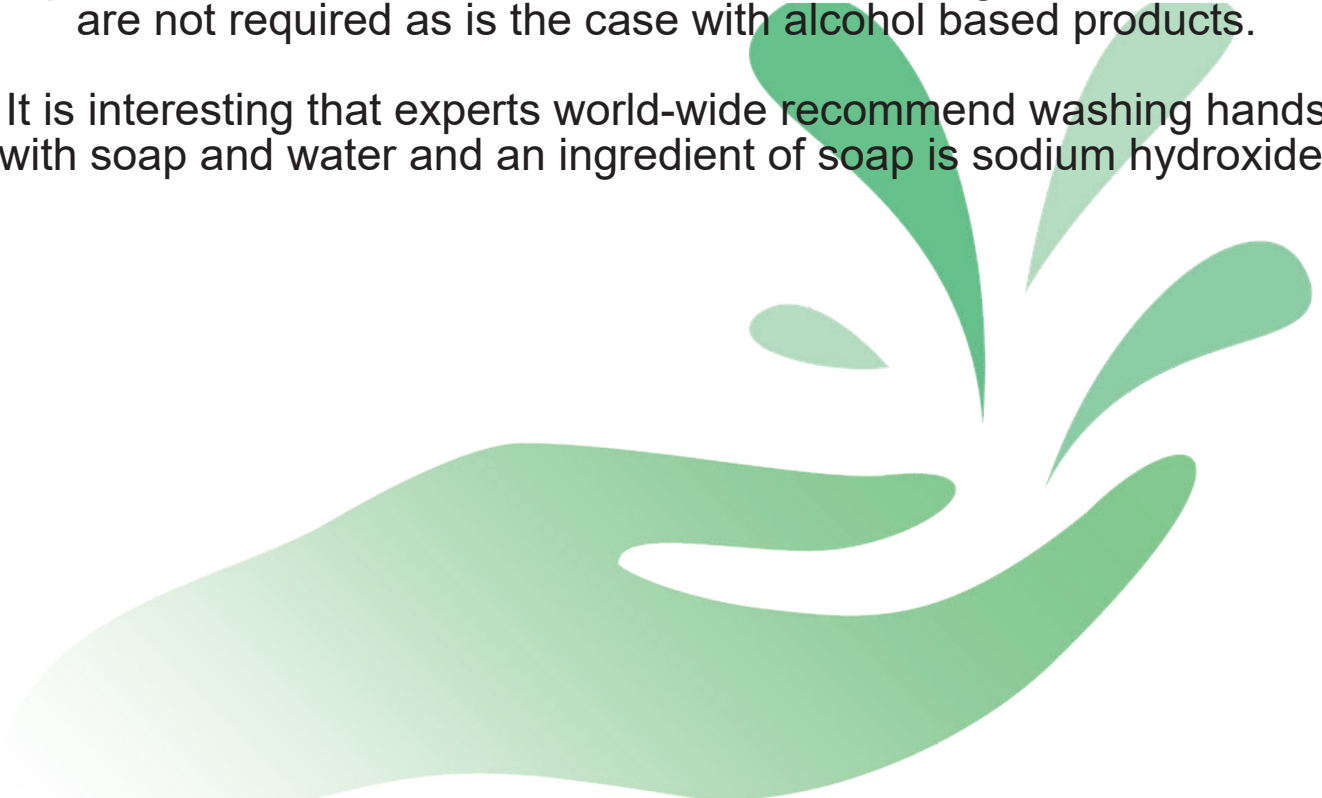 are not required as is the case with alcohol based products.
It is interesting that experts world-wide recommend washing hands
with soap and water and an ingredient of soap is sodium hydroxide